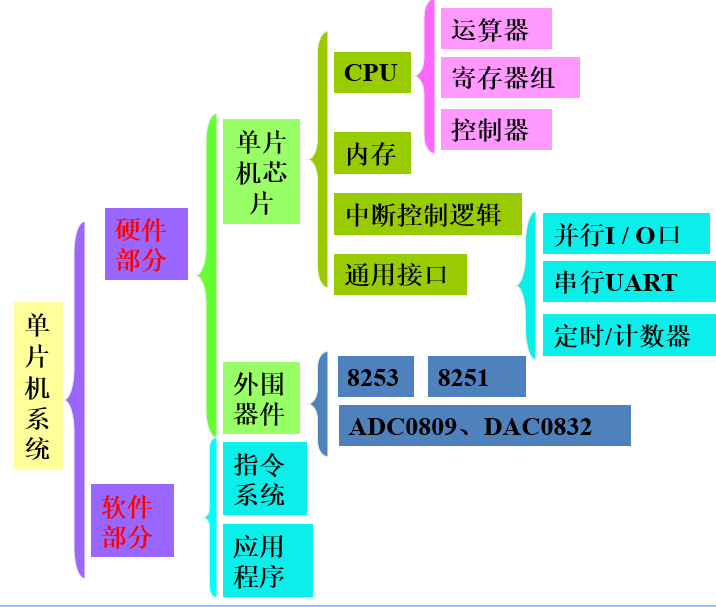 单
片
机
系
统
硬件
部分
单片
机芯
片
CPU
运算器
寄存器组
控制器
内存
中断控制逻辑
通用接口
并行I / O口
串行UART
定时/计数器
外围
器件
8253
8251
ADC0809、DAC0832
软件
部分
指令
系统
应用
程序